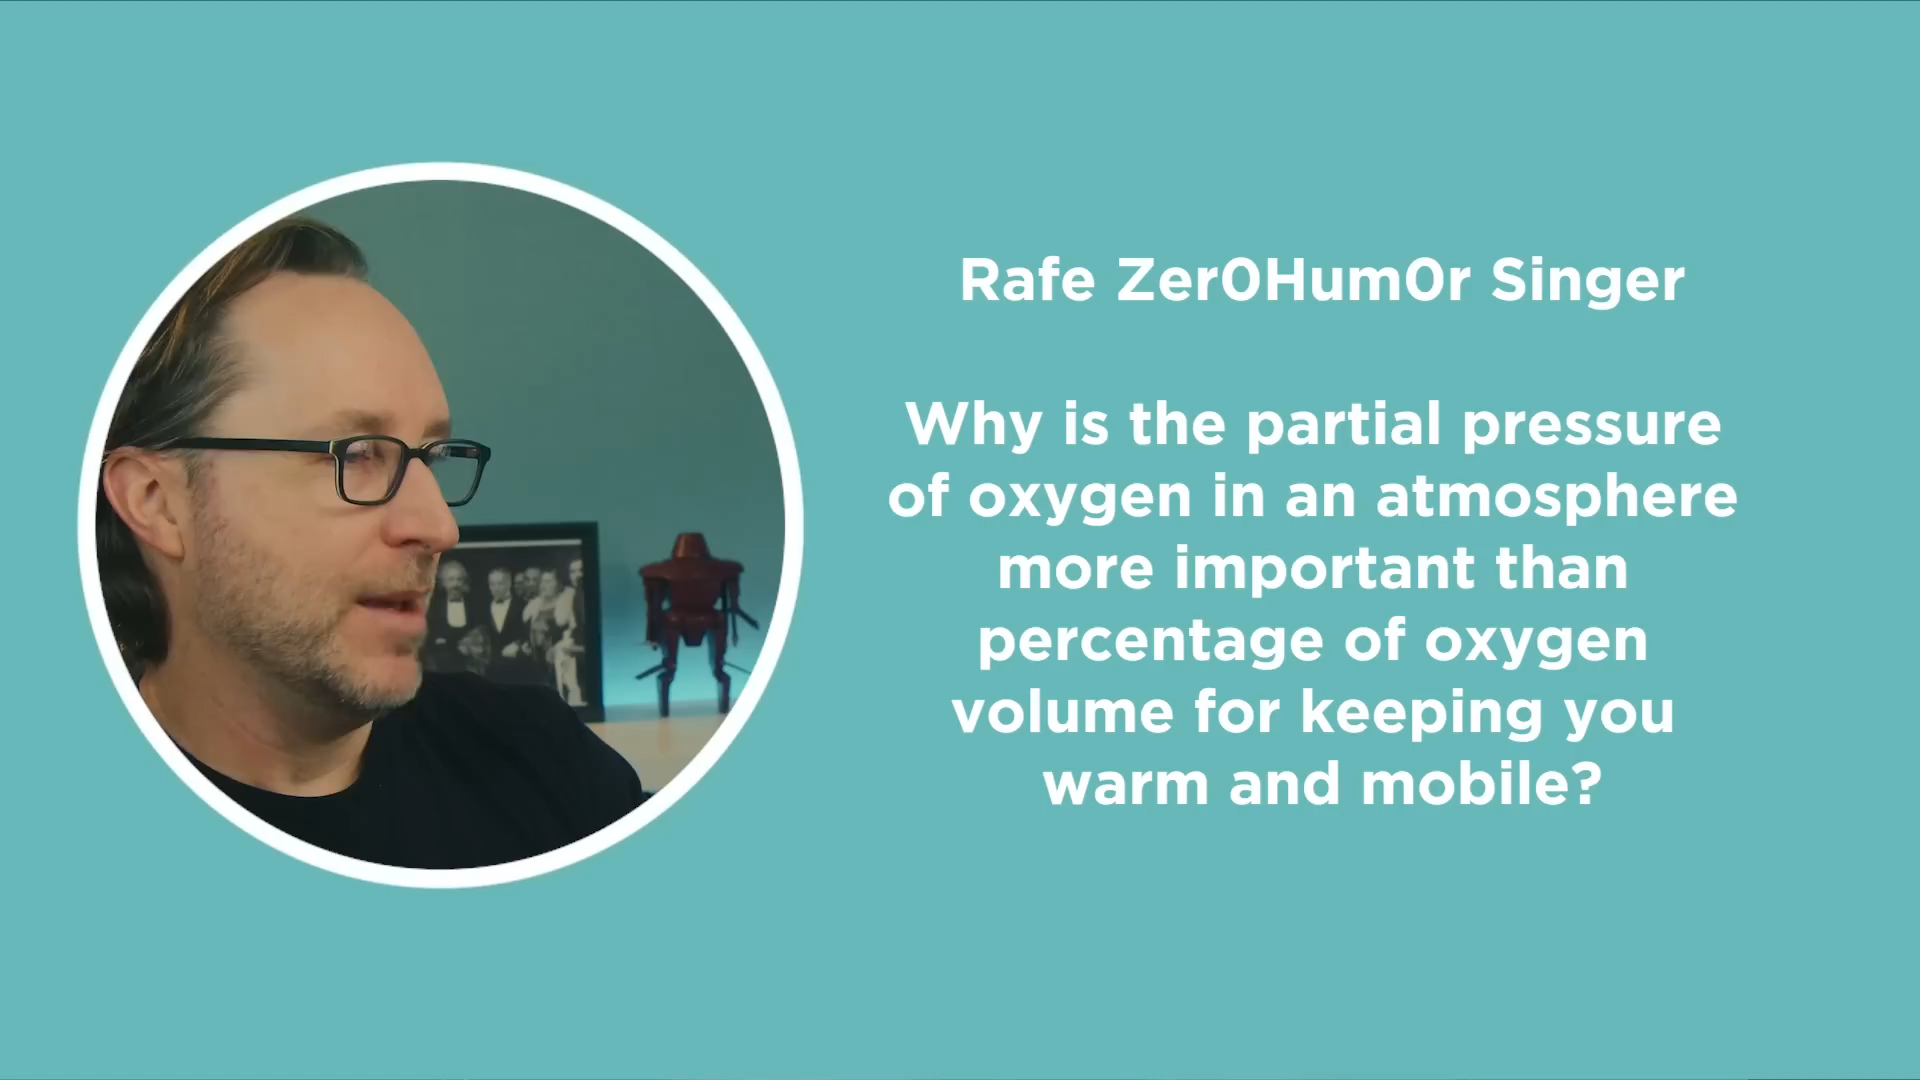 Rafe Zer0Hum0r Singer
Why is the partial pressure
of oxygen in an atmosphere
more important than
percentage of oxygen
volume for keeping you
warm and mobile?